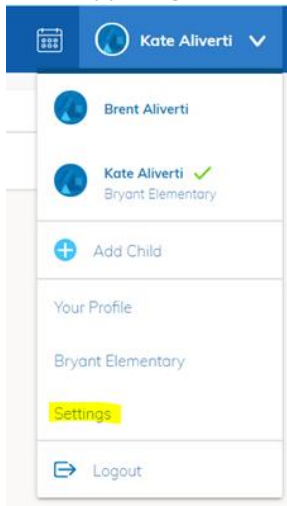 Kate Aliverti
Brent Aliverti
Kate Aliverti
Bryant Elementary
Add Child
Your Profile
Bryant Elementary
Settings
Logout